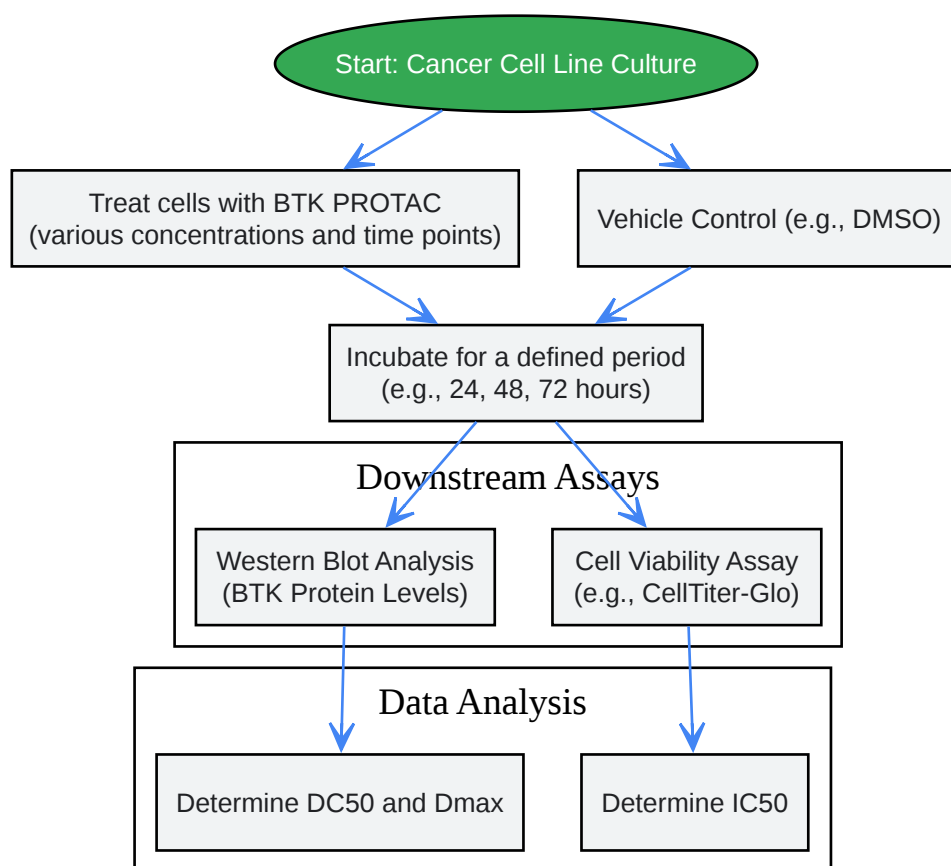 Start: Cancer Cell Line Culture
Treat cells with BTK PROTAC
(various concentrations and time points)
Vehicle Control (e.g., DMSO)
Incubate for a defined period
(e.g., 24, 48, 72 hours)
Downstream Assays
Western Blot Analysis
(BTK Protein Levels)
Cell Viability Assay
(e.g., CellTiter-Glo)
Data Analysis
Determine DC50 and Dmax
Determine IC50